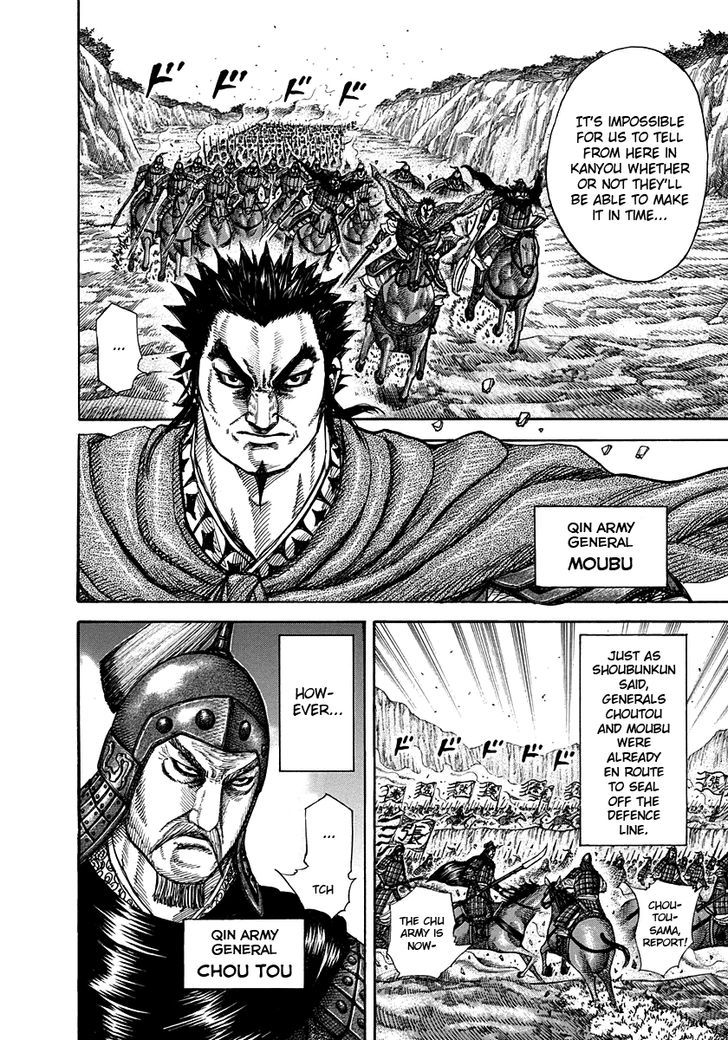 IT'S IMPOSSIBLE
FOR US TO TELL
FROM HERE IN
KANYOU WHETHER
OR NOT THEY'LL
BE ABLE TO MAKE
IT IN TIME...
ドドドド
...
QIN ARMY
GENERAL
MOUBU
JUST AS
SHOUBUNKUN
SAID,
GENERALS
CHOUTOU
AND MOUBU
WERE
ALREADY
EN ROUTE
TO SEAL
OFF THE
DEFENCE
LINE.
ドドドドド
張
CHOU-
TOU-
SAMA,
REPORT!
THE CHU
ARMY IS
NOW-
HOW-
EVER...
...
TCH
QIN ARMY
GENERAL
CHOU TOU